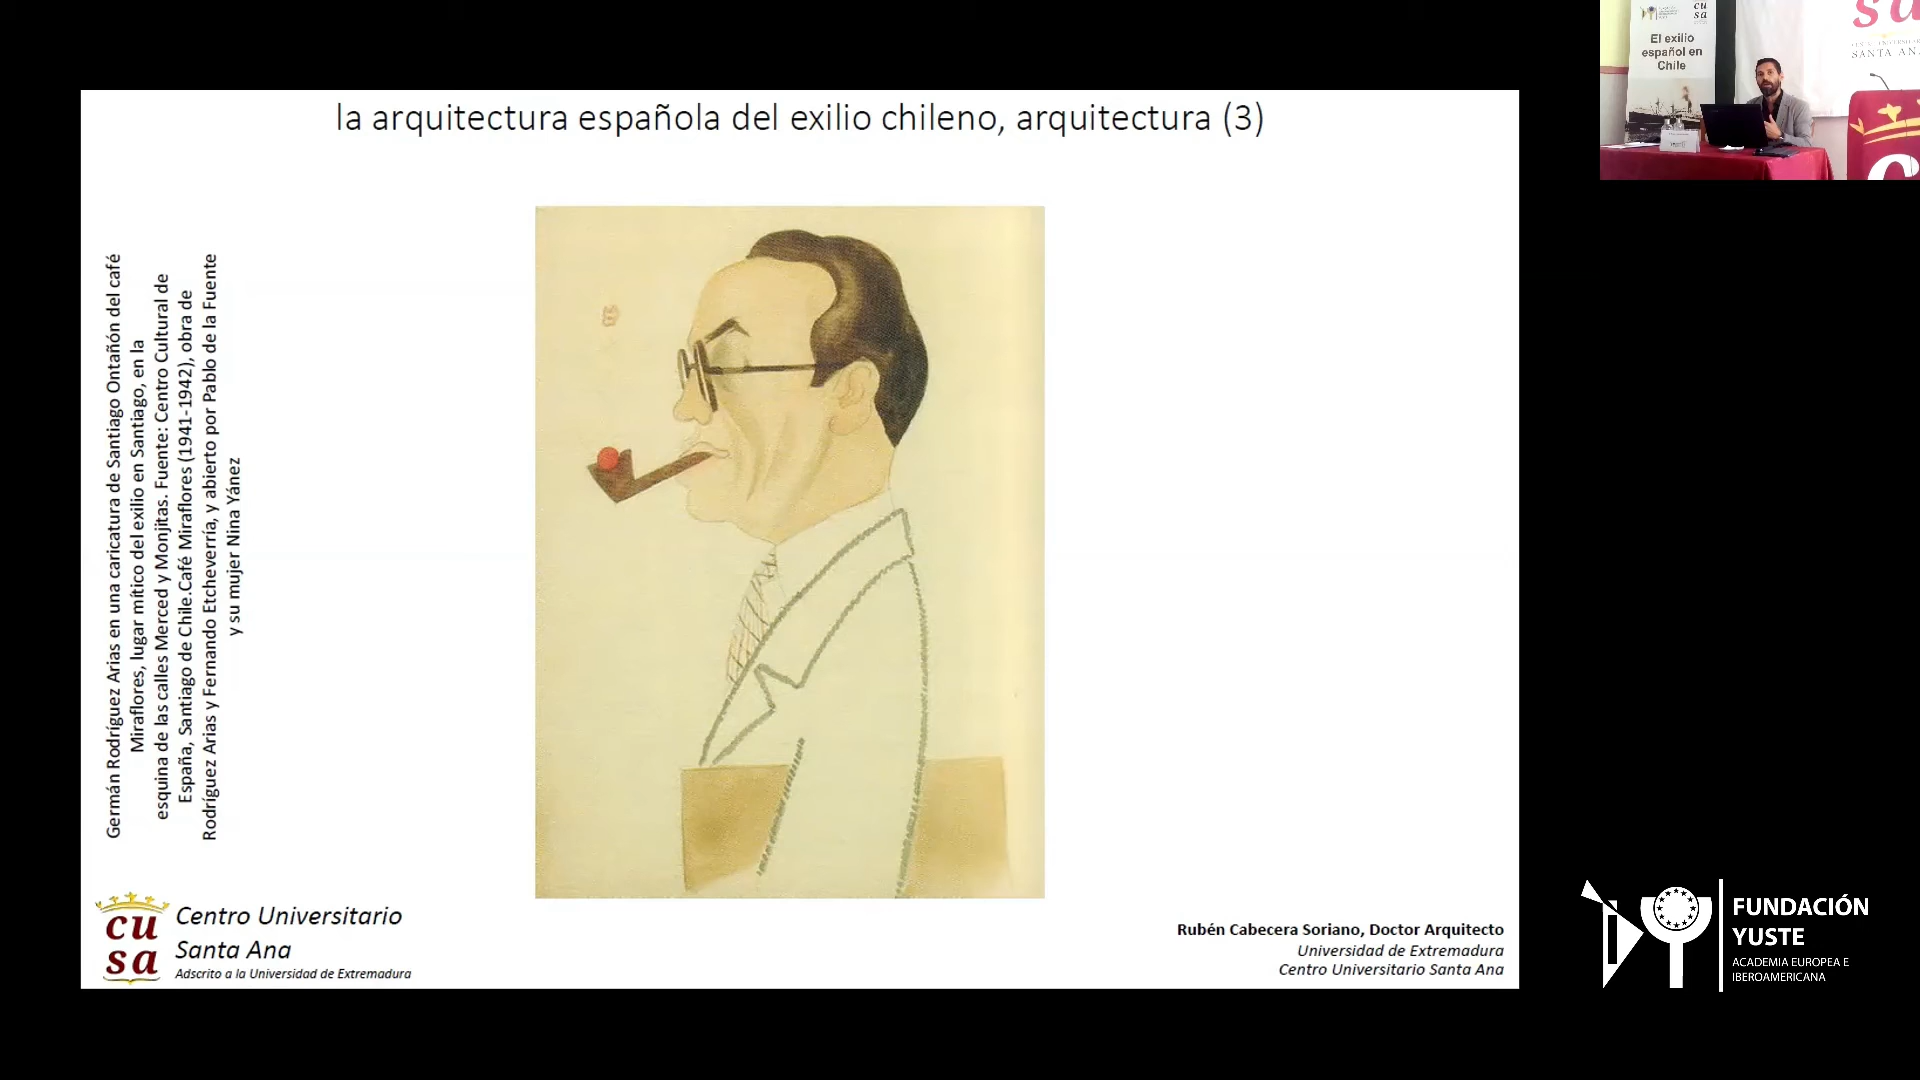 la arquitectura española del exilio chileno, arquitectura (3)
Germán Rodríguez Arias en una caricatura de Santiago Ontañón del café
Miraflores, lugar mítico del exilio en Santiago, en la
esquina de las calles Merced y Monjitas. Fuente: Centro Cultural de
España, Santiago de Chile.Café Miraflores (1941-1942), obra de
Rodríguez Arias y Fernando Etcheverría, y abierto por Pablo de la Fuente
y su mujer Nina Yánez
cu
sa
Centro Universitario
Santa Ana
Adscrito a la Universidad de Extremadura
Rubén Cabecera Soriano, Doctor Arquitecto
Universidad de Extremadura
Centro Universitario Santa Ana
cu
sa
El exilio
español en
Chile
sa
SANTA AN
c
FUNDACIÓN
YUSTE
ACADEMIA EUROPEA E
IBEROAMERICANA